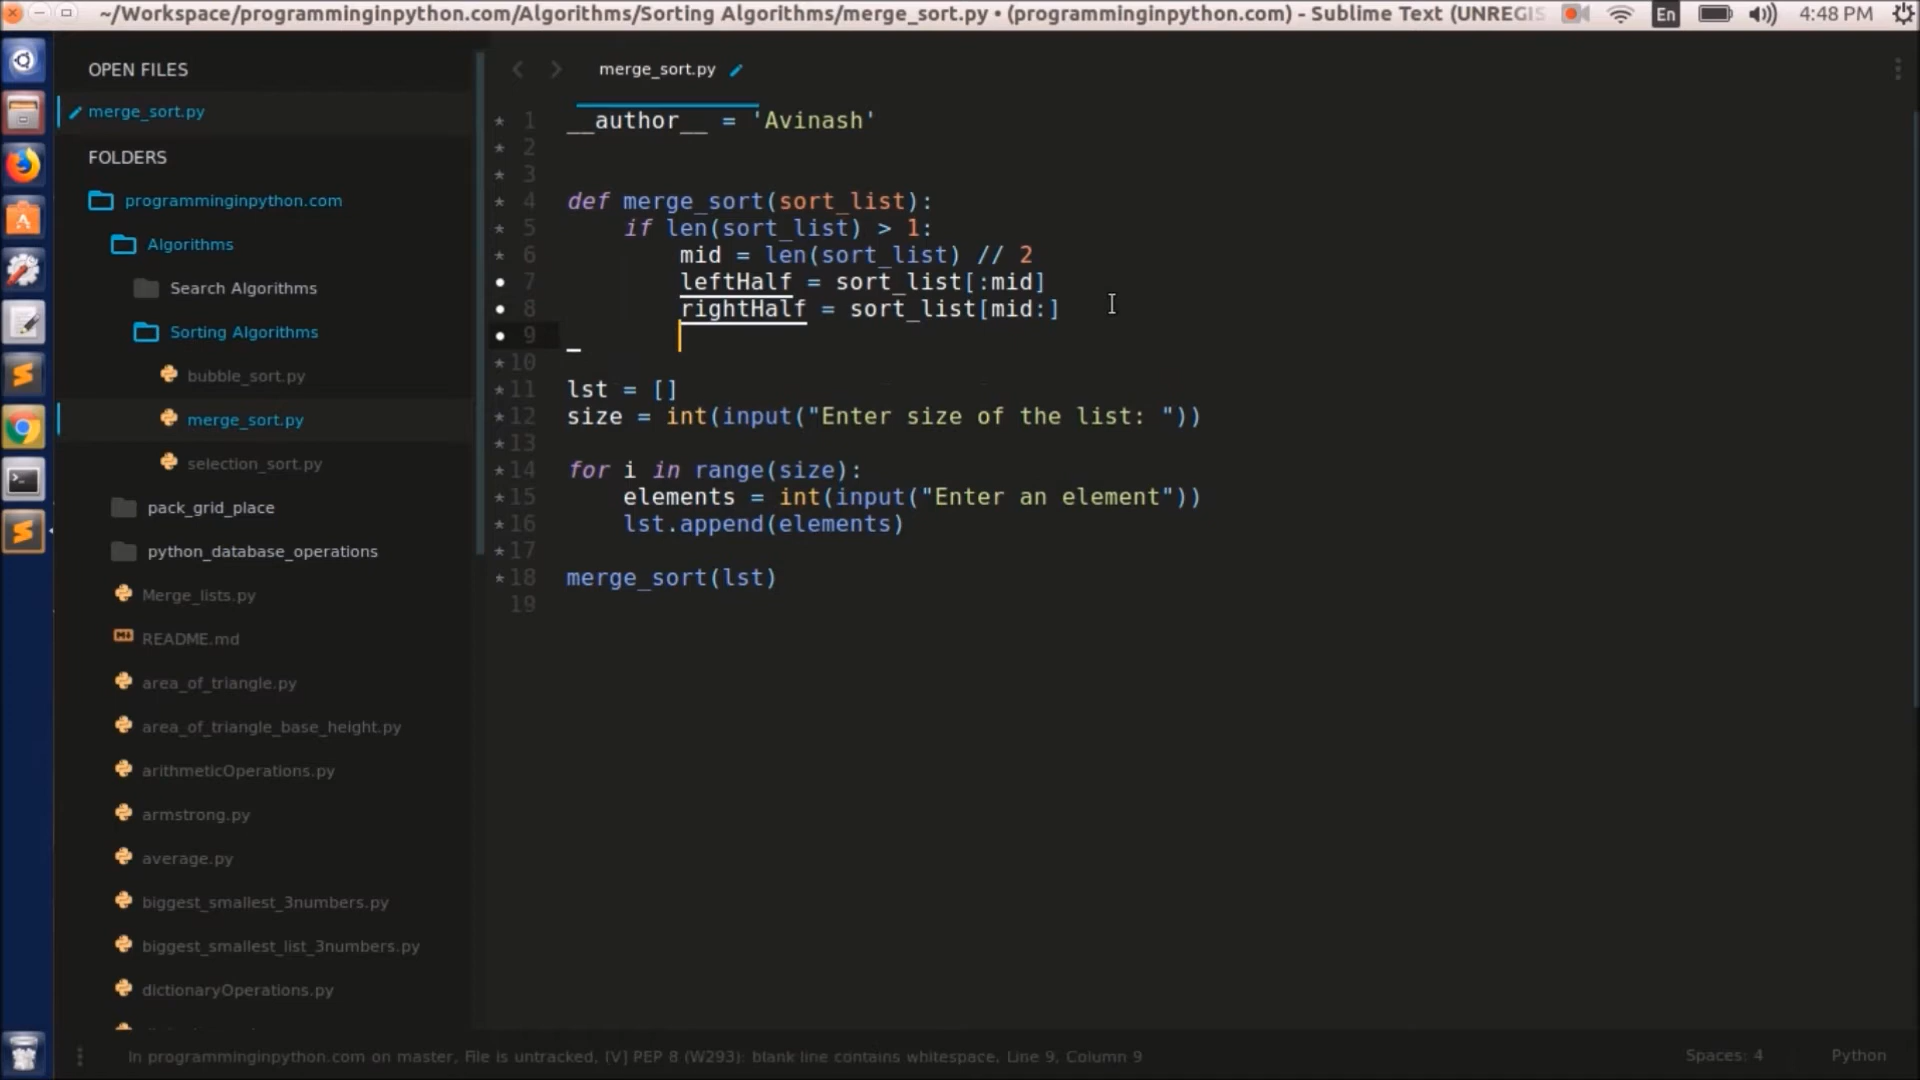 ~/Workspace/programminginpython.com/Algorithms/Sorting Algorithms/merge_sort.py • (programminginpython.com) - Sublime Text (UNREGIS
En
4:48 PM
OPEN FILES
merge_sort.py
FOLDERS
programminginpython.com
Algorithms
Search Algorithms
Sorting Algorithms
bubble_sort.py
merge_sort.py
selection_sort.py
pack_grid_place
python_database_operations
Merge_lists.py
README.md
area_of_triangle.py
area_of_triangle_base_height.py
arithmeticOperations.py
armstrong.py
average.py
biggest_smallest_3numbers.py
biggest_smallest_list_3numbers.py
dictionaryOperations.py
merge_sort.py
1 __author__ = 'Avinash'
2
3
4 def merge_sort(sort_list):
5     if len(sort_list) > 1:
6         mid = len(sort_list) // 2
7         leftHalf = sort_list[:mid]
8         rightHalf = sort_list[mid:]
9
10
11 lst = []
12 size = int(input("Enter size of the list: "))
13
14 for i in range(size):
15     elements = int(input("Enter an element"))
16     lst.append(elements)
17
18 merge_sort(lst)
19
In programminginpython.com on master, File is untracked, [V] PEP 8 (W293): blank line contains whitespace, Line 9, Column 9
Spaces: 4
Python